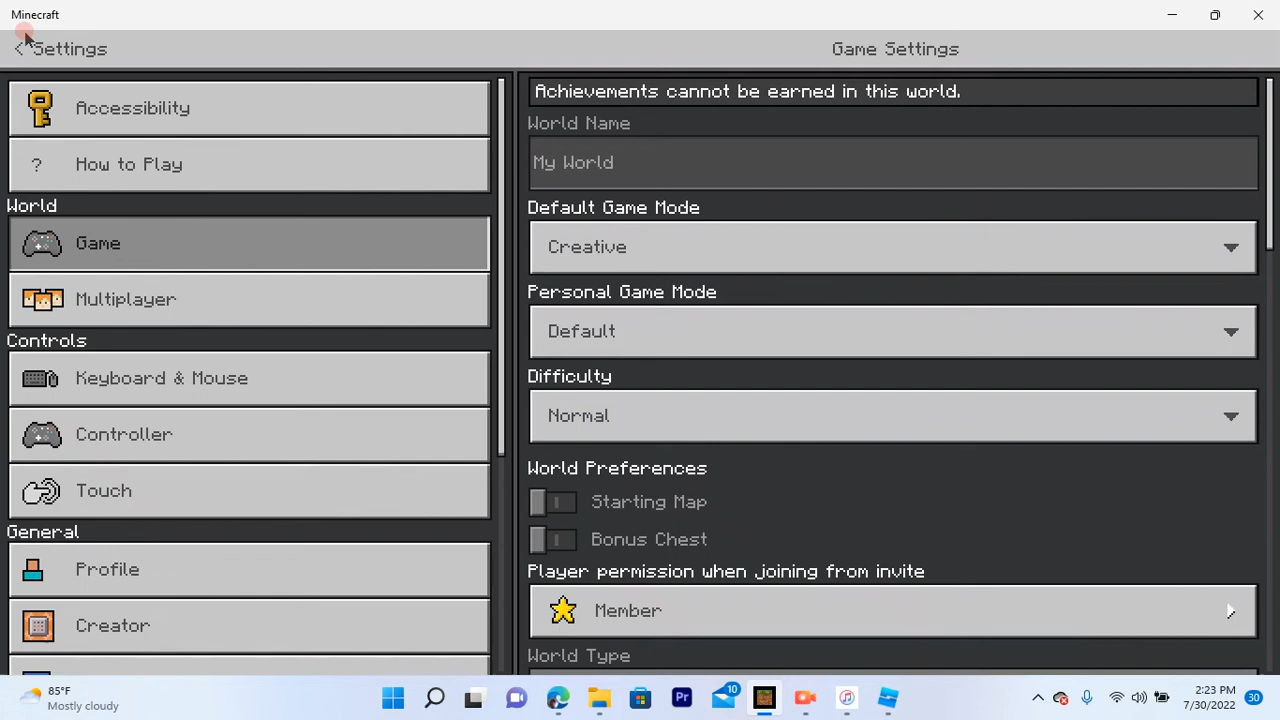 Minecraft
< Settings
Game Settings
Accessibility
? How to Play
World
Game
Multiplayer
Controls
Keyboard & Mouse
Controller
Touch
General
Profile
Creator
Achievements cannot be earned in this world.
World Name
My World
Default Game Mode
Creative
Personal Game Mode
Default
Difficulty
Normal
World Preferences
Starting Map
Bonus Chest
Player permission when joining from invite
Member
World Type
85°F
Mostly cloudy
Pr
10
2:23 PM
7/30/2022
30